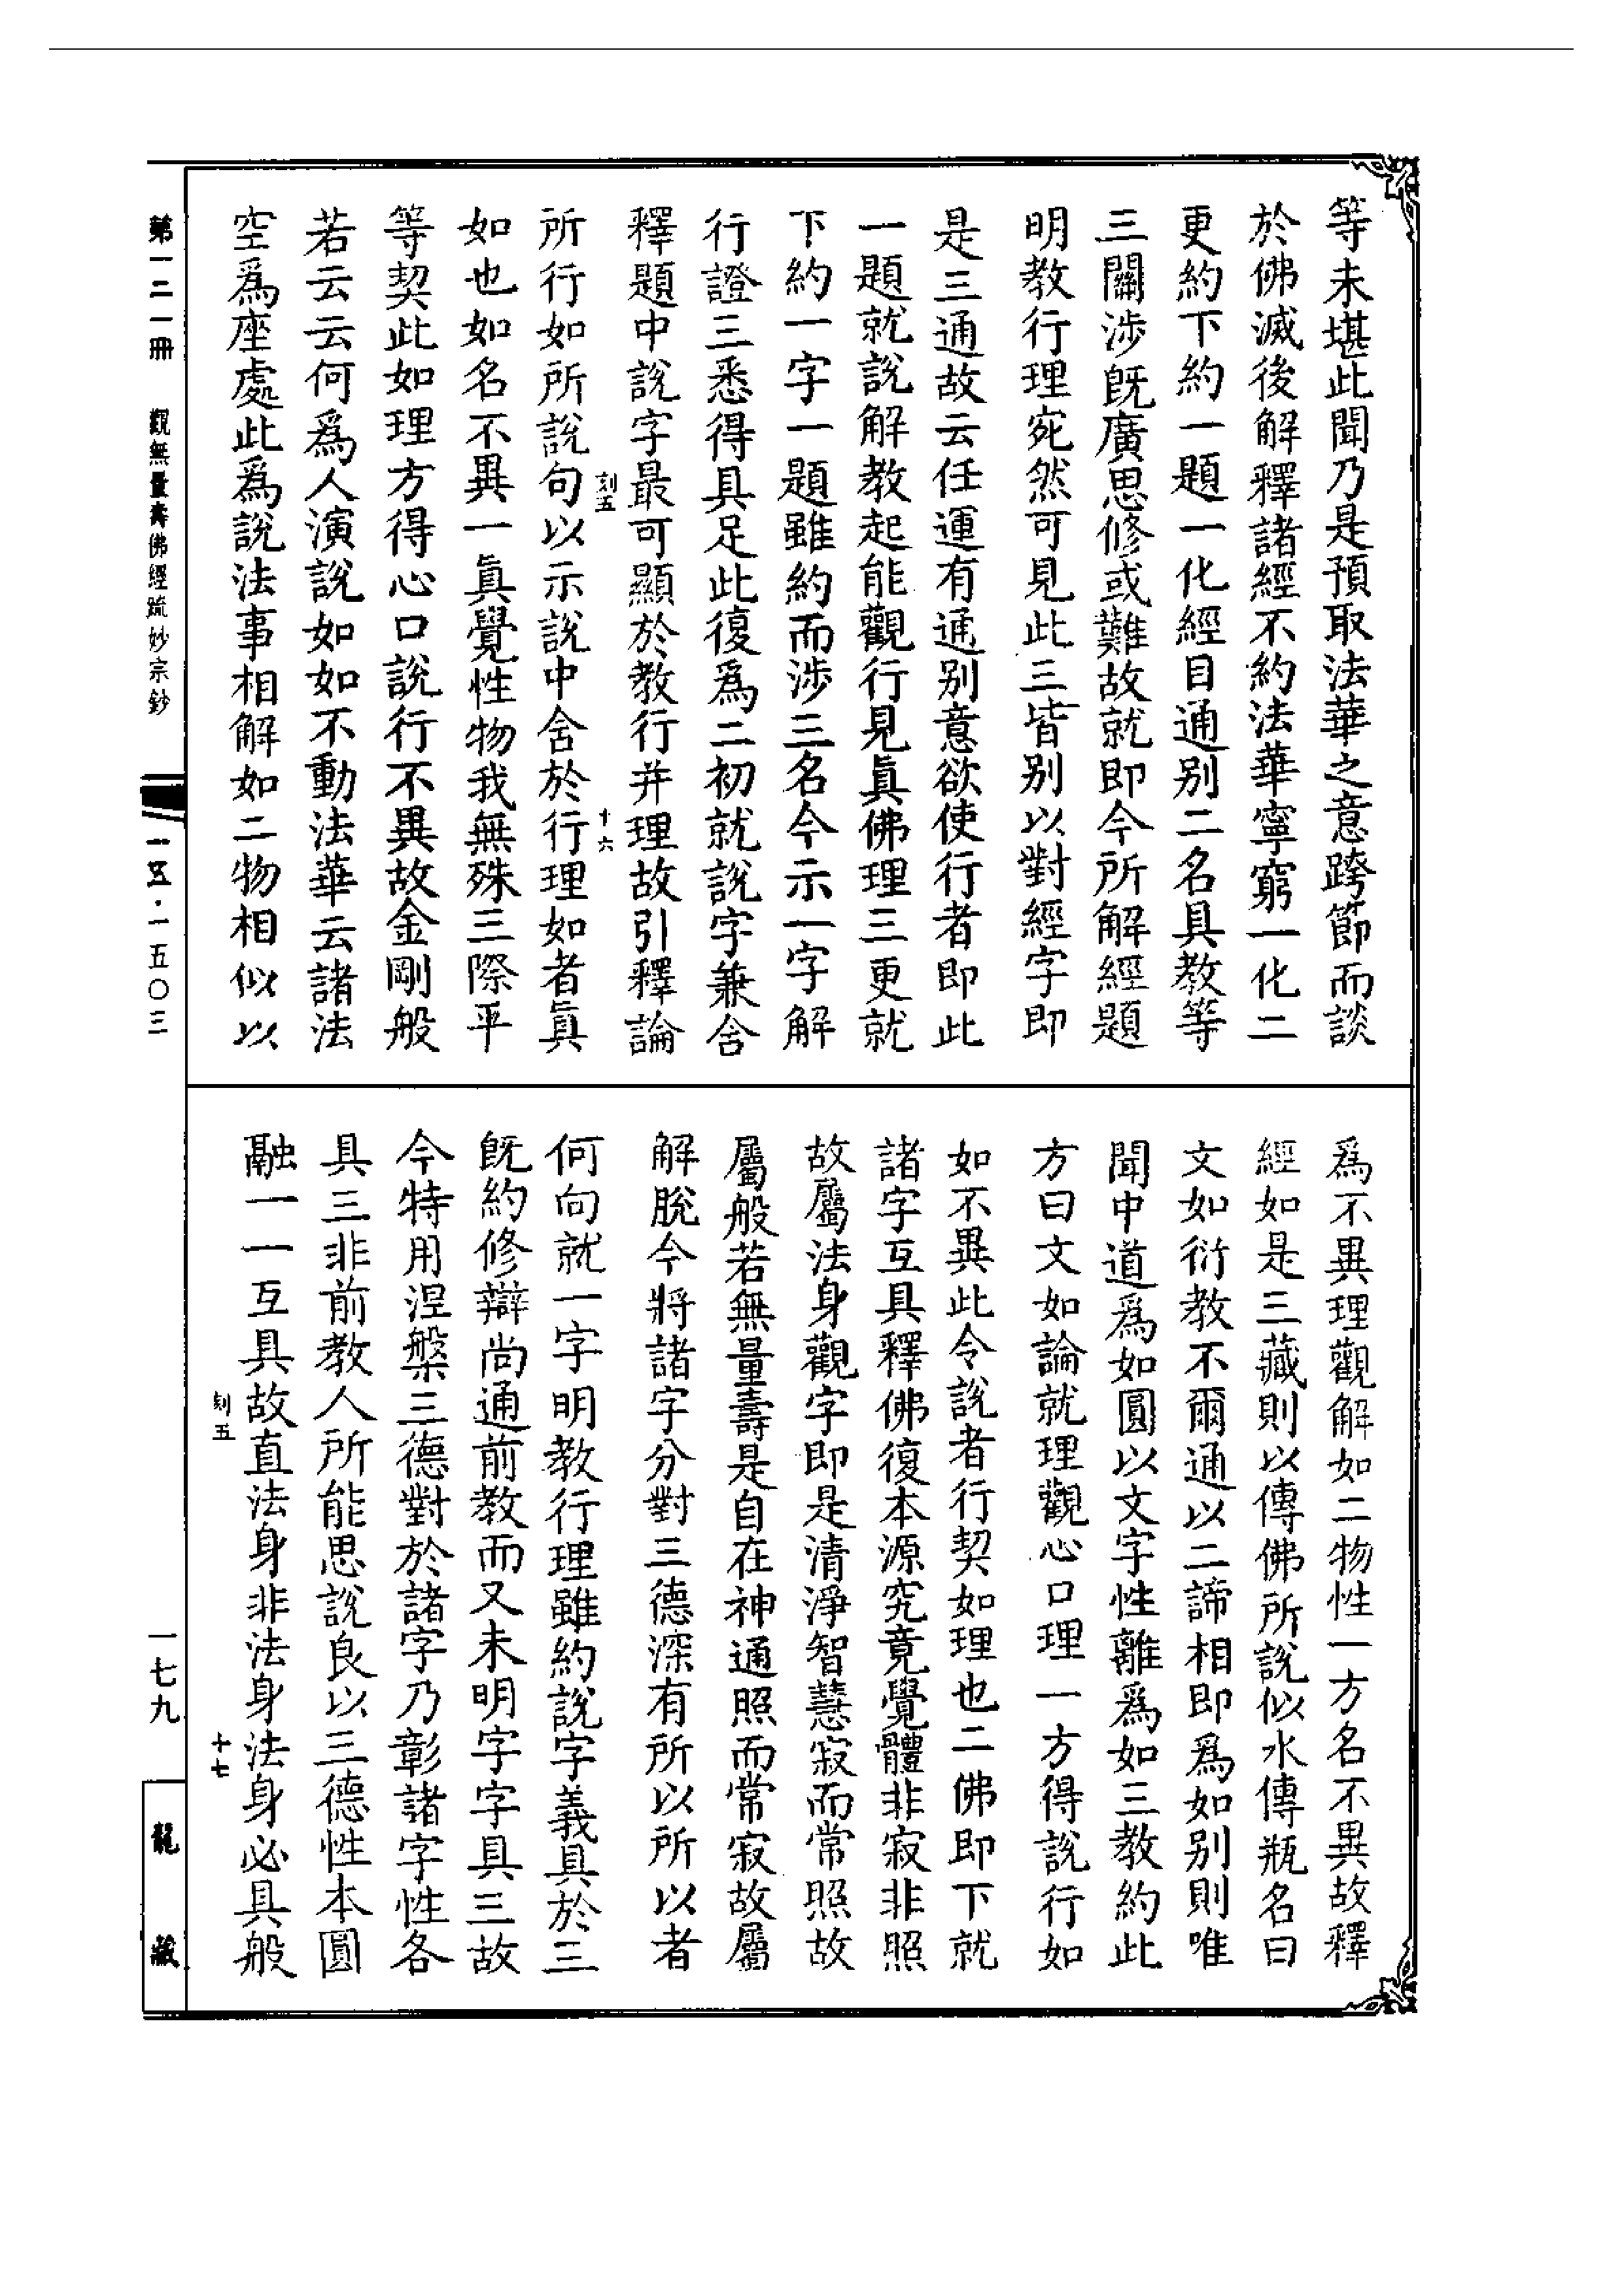 等未堪此聞乃是預取法華之意跨節而談
於佛滅後解釋諸經不約法華寧窮一化二
更約下約一題一化經目通別二名具教等
三關涉既廣思修或難故就即今所解經題
明教行理宛然可見此三皆別以對經字即
是三通故云任運有通別意欲使行者即此
一題就說解教起能觀行見眞佛理三更就
下約一字一題雖約而涉三名今示一字解
行證三悉得具足此復爲二初就說字兼含
釋題中說字最可顯於教行并理故引釋論
所行如所說句以示說中含於行理如者眞
如也如名不異一眞覺性物我無殊三際平
等契此如理方得心口說行不異故金剛般
若云云何爲人演說如如不動法華云諸法
空爲座處此爲說法事相解如二物相似以
刻五
十六
爲不異理觀解如二物性一方名不異故釋
經如是三藏則以傳佛所說似水傳瓶名曰
文如衍教不爾通以二諦相即爲如別則唯
聞中道爲如圓以文字性離爲如三教約此
方曰文如論就理觀心口理一方得說行如
如不異此令說者行契如理也二佛即下就
諸字互具釋佛復本源究竟覺體非寂非照
故屬法身觀字即是清淨智慧寂而常照故
屬般若無量壽是自在神通照而常寂故屬
解脫今將諸字分對三德深有所以所以者
何向就一字明教行理雖約說字義具於三
既約修辯尚通前教而又未明字字具三故
今特用涅槃三德對於諸字乃彰諸字性各
具三非前教人所能思說良以三德性本圓
融一一互具故直法身非法身法身必具般
刻五
十七
第一二一冊
觀無量壽佛經疏妙宗鈔
一五·一五〇三
一七九
龍藏